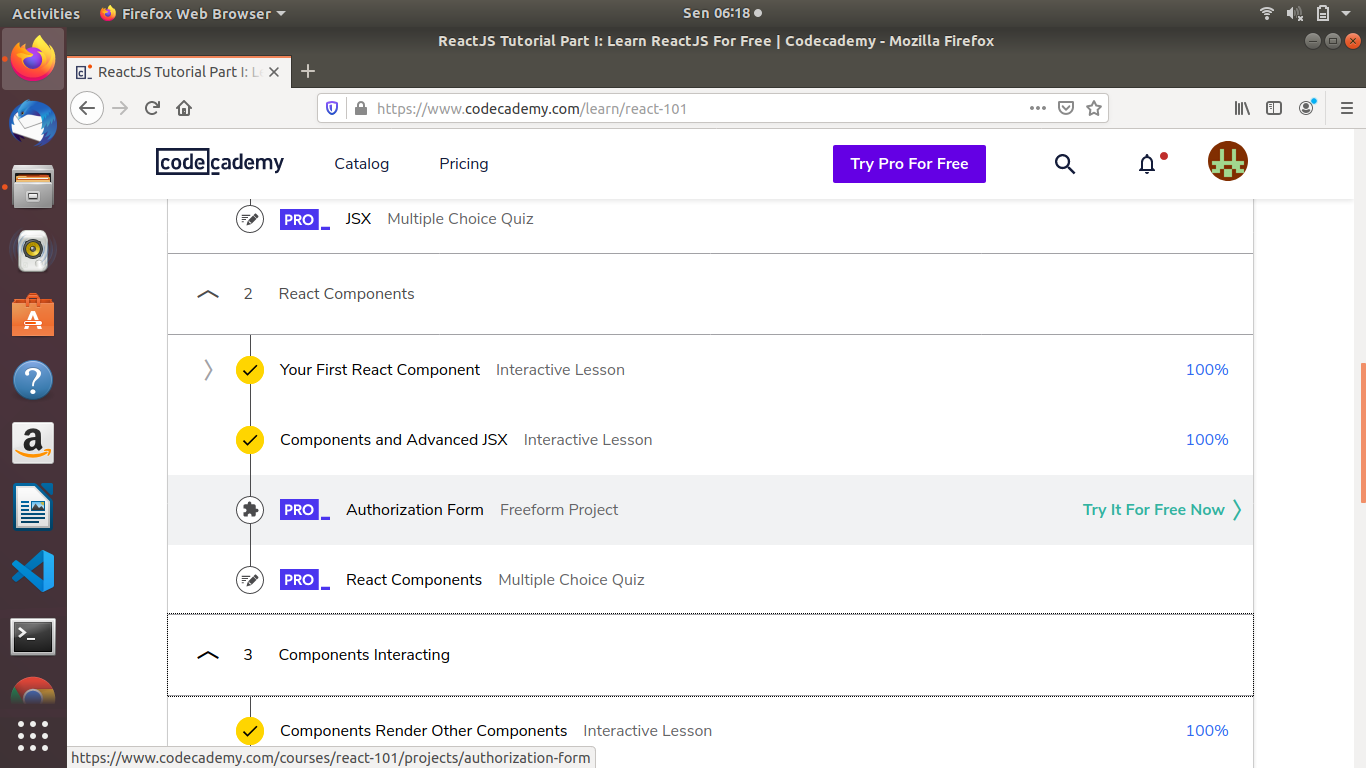 Activities Firefox Web Browser Sen 06:18
ReactJS Tutorial Part I: Learn ReactJS For Free | Codecademy - Mozilla Firefox
ReactJS Tutorial Part I: Le
https://www.codecademy.com/learn/react-101
codecademy Catalog Pricing Try Pro For Free
PRO JSX Multiple Choice Quiz
2 React Components
Your First React Component Interactive Lesson 100%
Components and Advanced JSX Interactive Lesson 100%
PRO Authorization Form Freeform Project Try It For Free Now
PRO React Components Multiple Choice Quiz
3 Components Interacting
Components Render Other Components Interactive Lesson 100%
https://www.codecademy.com/courses/react-101/projects/authorization-form